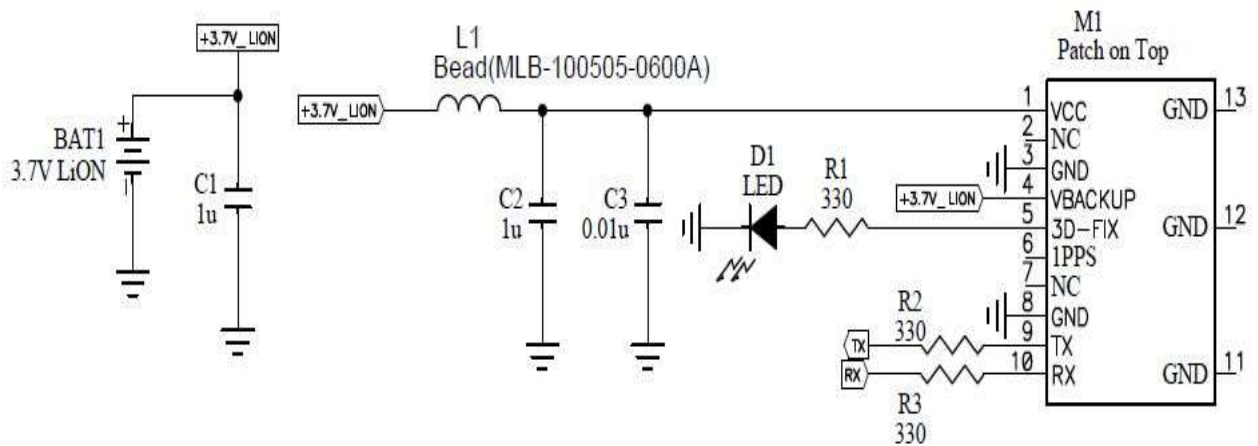 +3.7V_LION
BAT1
3.7V LiON
+
C1
1u
+3.7V_LION
L1
Bead(MLB-100505-0600A)
C2
1u
C3
0.01u
D1
LED
R1
330
+3.7V_LION
TX
RX
R2
330
R3
330
M1
Patch on Top
1 VCC
2 NC
3 GND
4 VBACKUP
5 3D-FIX
6 1PPS
7 NC
8 GND
9 TX
10 RX
GND 13
GND 12
GND 11